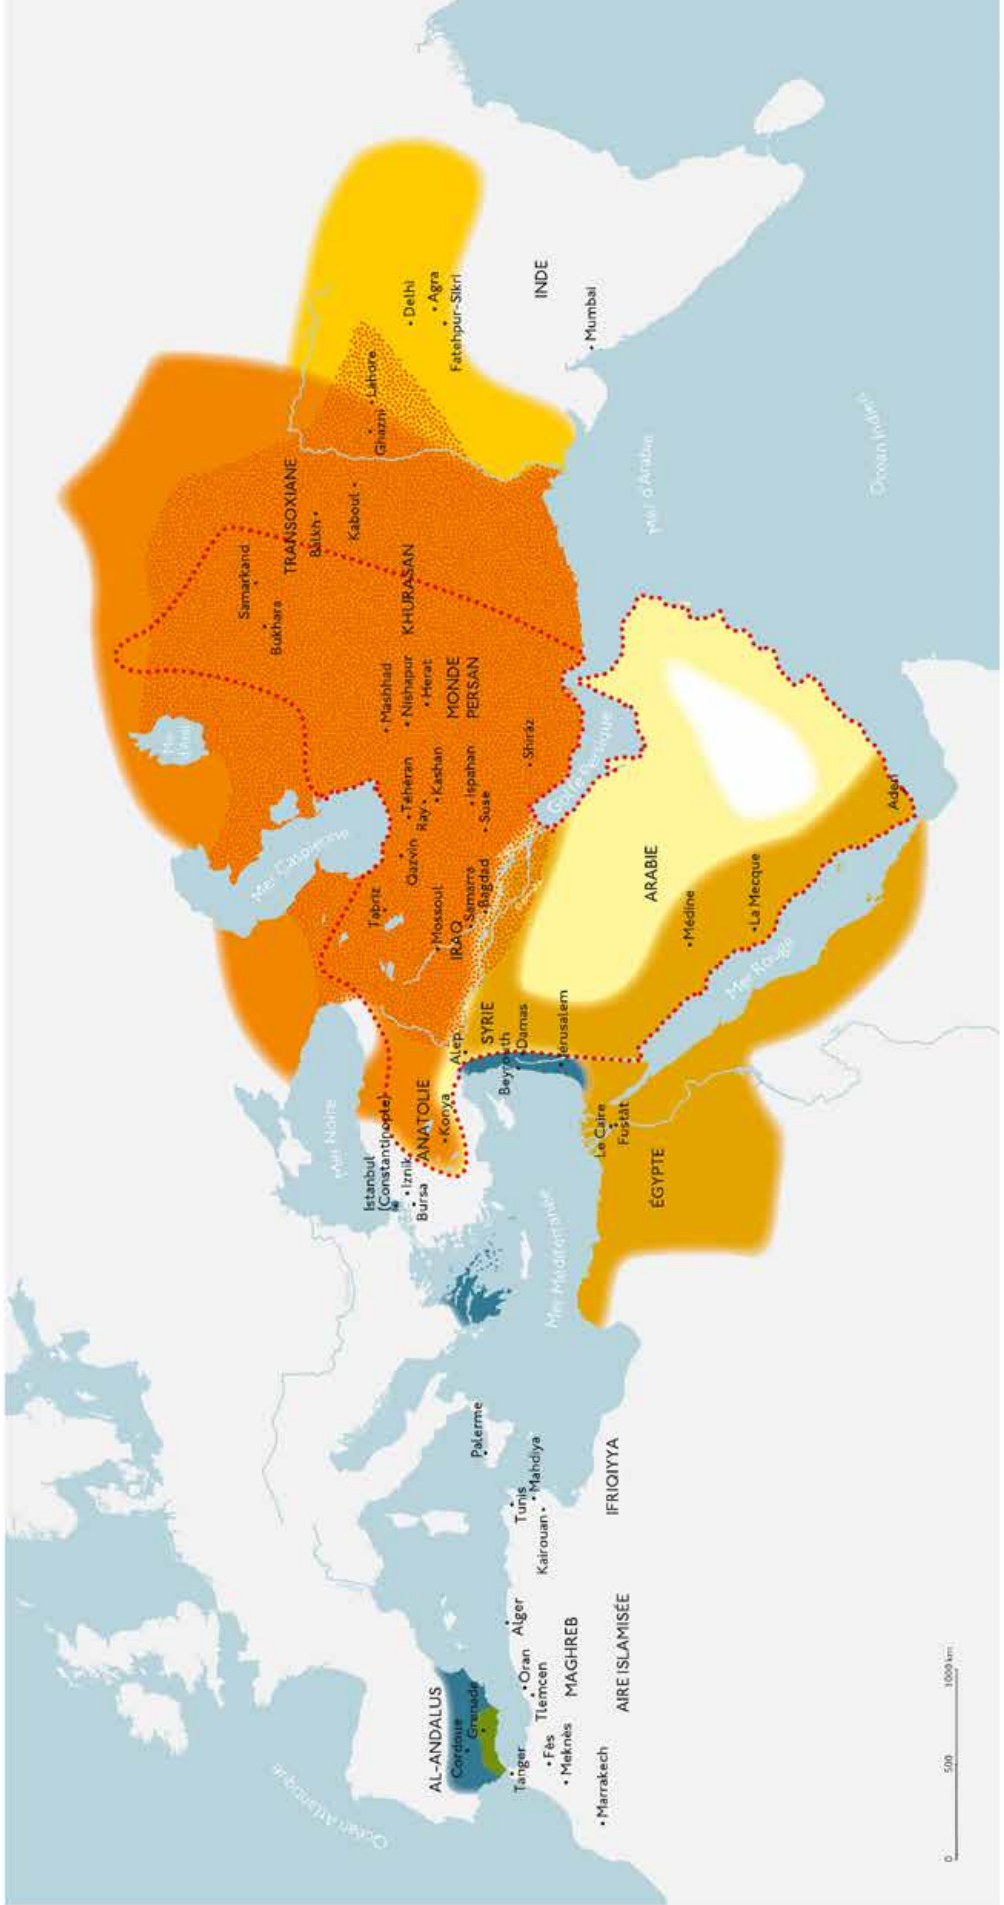 Océan Atlantique
AL-ANDALUS
Cordoue
Grenade
Tanger
Fès
Meknès
Marrakech
Oran
Tlemcen
Alger
MAGHREB
AIRE ISLAMISÉE
Tunis
Mahdiya
Kairouan
IFRIQIYYA
Palerme
Mer Méditerranée
Mer Noire
Istanbul
(Constantinople)
Iznik
Bursa
ANATOLIE
Konya
Alep
SYRIE
Beyrouth
Damas
Jérusalem
Le Caire
Fustât
ÉGYPTE
Mer Rouge
Médine
La Mecque
ARABIE
Aden
Mer Caspienne
Mer
d'Aral
Tabriz
Mossoul
IRAQ
Samarra
Bagdad
Qazvin
Téhéran
Ray
Kashan
Ispahan
Suse
Shiráz
Golfe Persique
Mashhad
Nishapur
Herat
MONDE
PERSAN
KHURASAN
Samarkand
Bukhara
TRANSOXIANE
Balkh
Kaboul
Ghazni
Lahore
Delhi
Agra
Fatehpur-Sikri
INDE
Mumbai
Mer d'Arabie
Océan Indien
0
500
1000 km